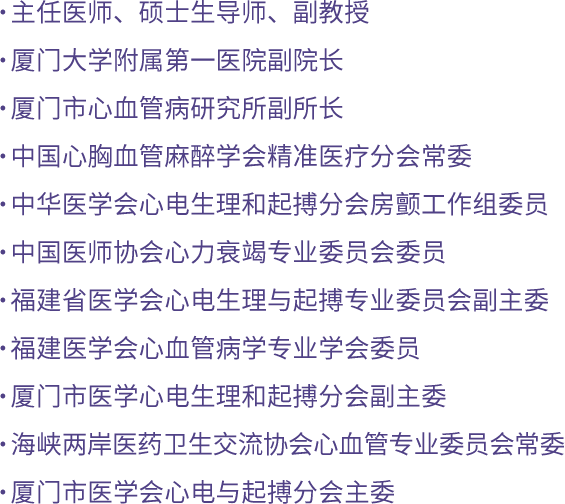 ·主任医师、硕士生导师、副教授
·厦门大学附属第一医院副院长
·厦门市心血管病研究所副所长
·中国心胸血管麻醉学会精准医疗分会常委
·中华医学会心电生理和起搏分会房颤工作组委员
·中国医师协会心力衰竭专业委员会委员
·福建省医学会心电生理与起搏专业委员会副主委
·福建医学会心血管病学专业学会委员
·厦门市医学心电生理和起搏分会副主委
·海峡两岸医药卫生交流协会心血管专业委员会常委
·厦门市医学会心电与起搏分会主委